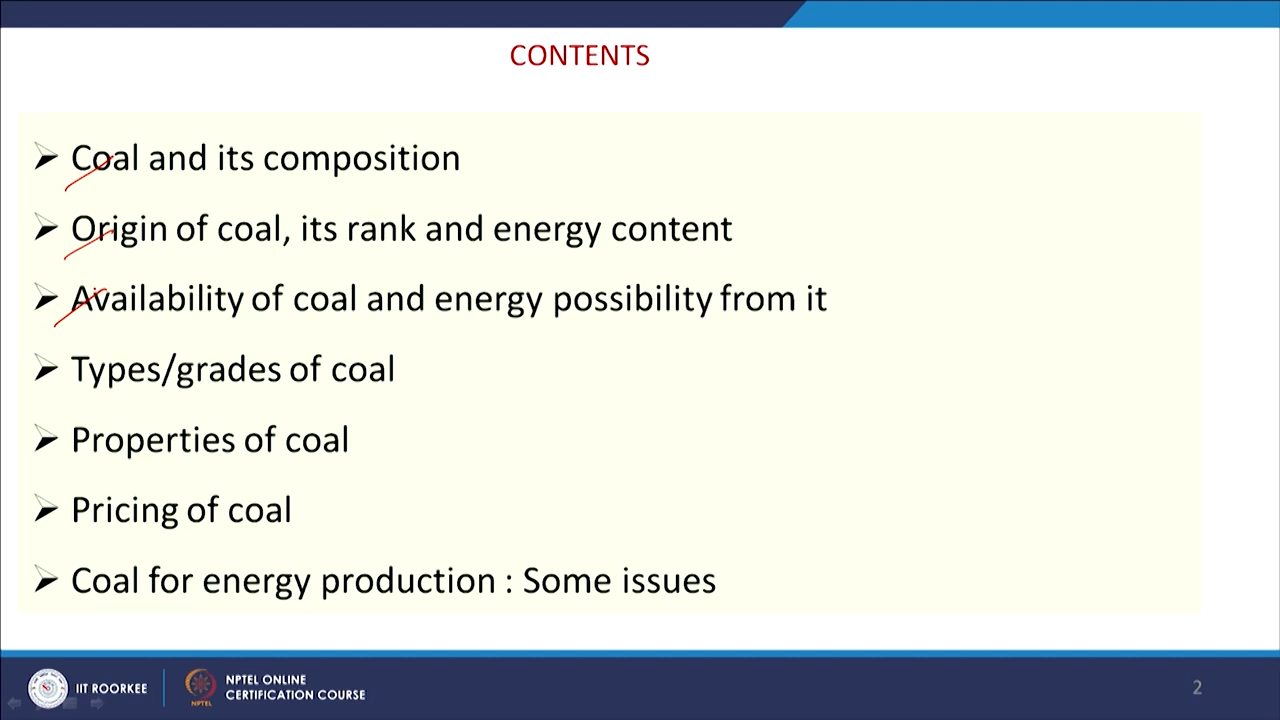 CONTENTS
Coal and its composition
Origin of coal, its rank and energy content
Availability of coal and energy possibility from it
Types/grades of coal
Properties of coal
Pricing of coal
Coal for energy production : Some issues
IIT ROORKEE
NPTEL
NPTEL ONLINE
CERTIFICATION COURSE
2